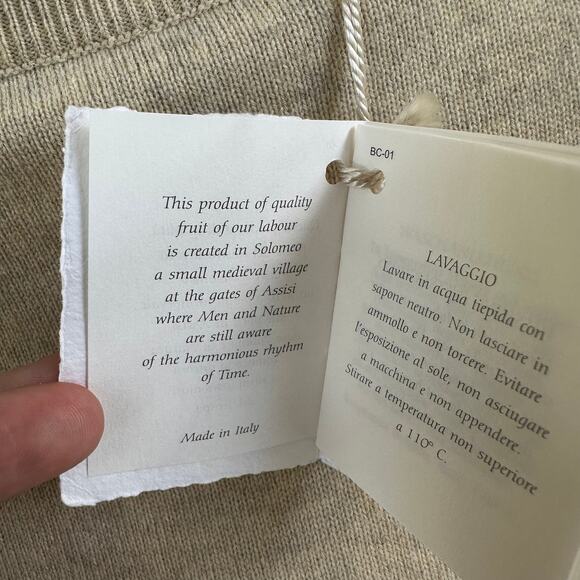 This product of quality
fruit of our labour
is created in Solomeo
a small medieval village
at the gates of Assisi
where Men and Nature
are still aware
of the harmonious rhythm
of Time.
Made in Italy
BC-01
LAVAGGIO
Lavare in acqua tiepida con
sapone neutro. Non lasciare in
ammollo e non torcere. Evitare
l'esposizione al sole, non asciugare
a macchina e non appendere.
Stirare a temperatura non superiore
a 110° C.